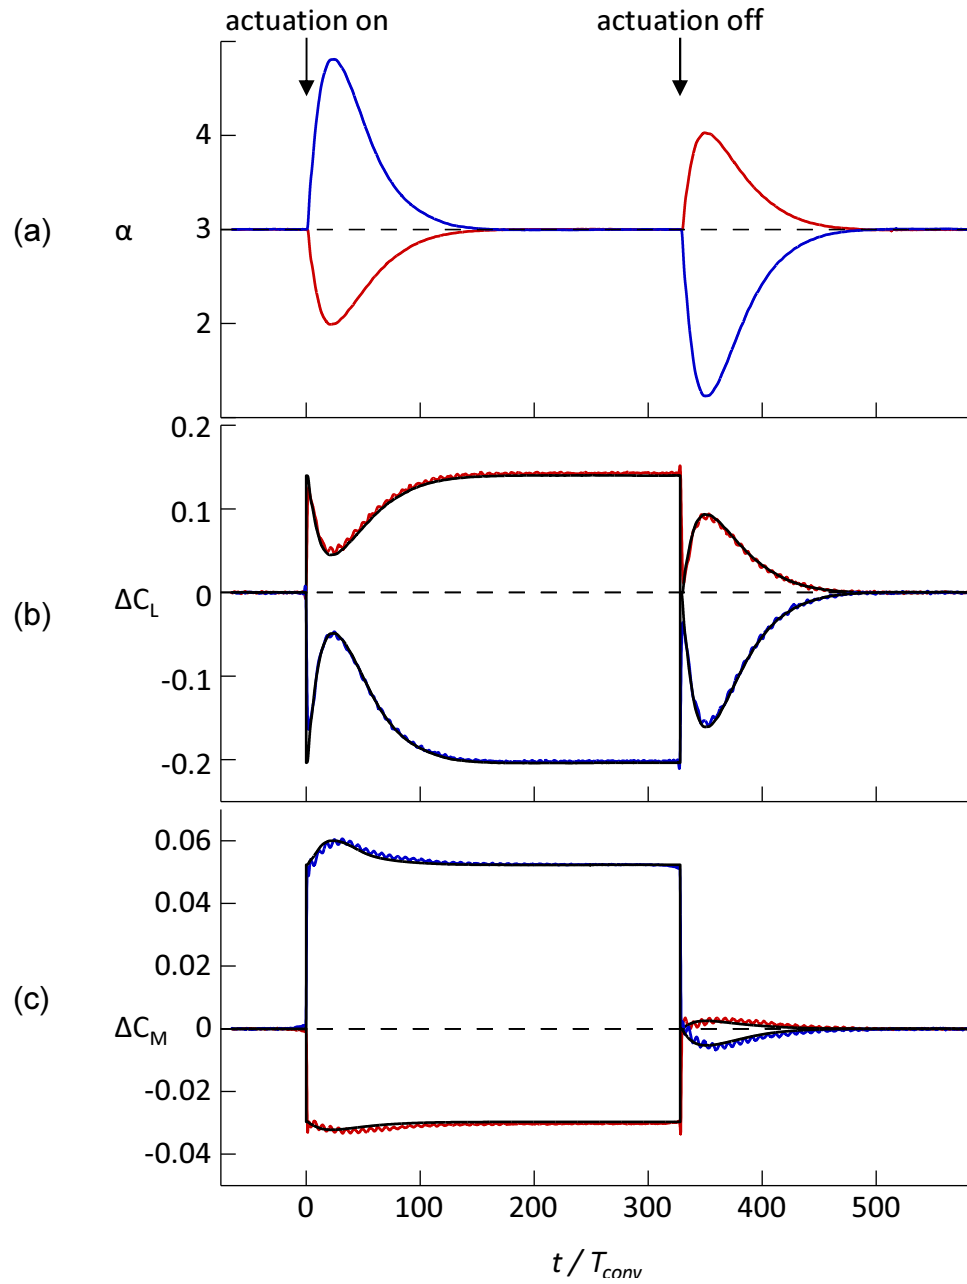 actuation on
actuation off
(a)
α
4
3
2
(b)
ΔC_L
0.2
0.1
0
-0.1
-0.2
(c)
ΔC_M
0.06
0.04
0.02
0
-0.02
-0.04
0 100 200 300 400 500
t / T_conv